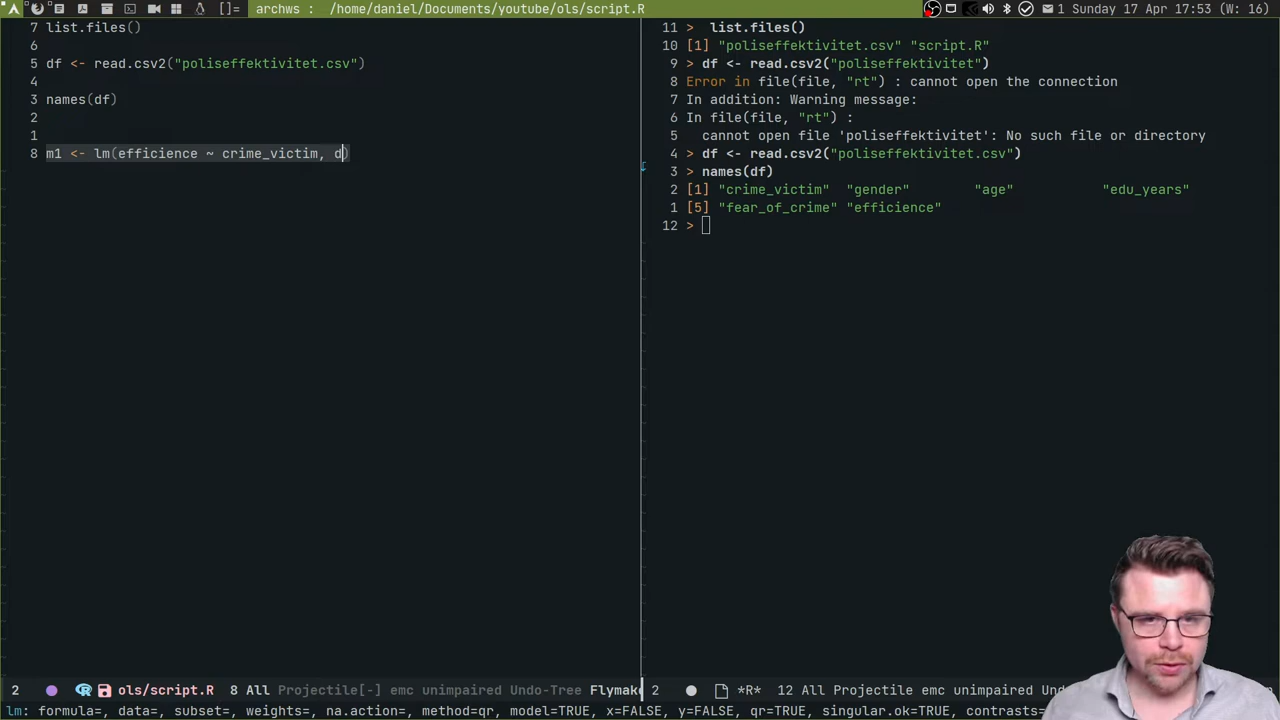 []= archws : /home/daniel/Documents/youtube/ols/script.R 1 Sunday 17 Apr 17:53 (W: 16)
7 list.files()
6
5 df <- read.csv2("poliseffektivitet.csv")
4
3 names(df)
2
1
8 m1 <- lm(efficience ~ crime_victim, d)
11 > list.files()
10 [1] "poliseffektivitet.csv" "script.R"
9 > df <- read.csv2("poliseffektivitet")
8 Error in file(file, "rt") : cannot open the connection
7 In addition: Warning message:
6 In file(file, "rt") :
5 cannot open file 'poliseffektivitet': No such file or directory
4 > df <- read.csv2("poliseffektivitet.csv")
3 > names(df)
2 [1] "crime_victim" "gender" "age" "edu_years"
1 [5] "fear_of_crime" "efficience"
12 >
2 ols/script.R 8 All Projectile[-] emc unimpaired Undo-Tree Flymake
2 *R* 12 All Projectile emc unimpaired Undo
lm: formula=, data=, subset=, weights=, na.action=, method=qr, model=TRUE, x=FALSE, y=FALSE, qr=TRUE, singular.ok=TRUE, contrasts=